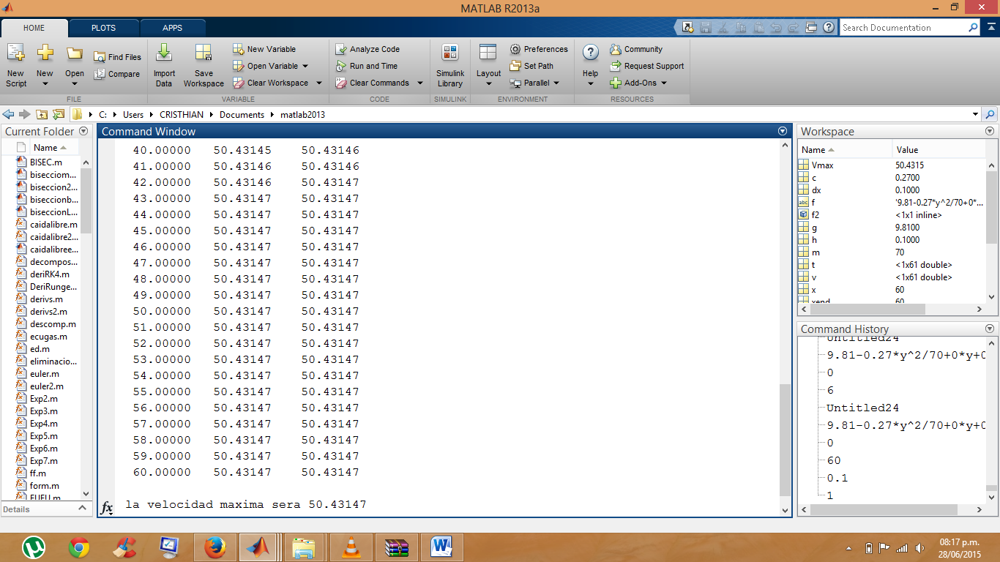 MATLAB R2013a
HOME PLOTS APPS
Search Documentation
New Script
New
Open
Find Files
Compare
Import Data
Save Workspace
New Variable
Open Variable
Clear Workspace
Analyze Code
Run and Time
Clear Commands
Simulink Library
Layout
Preferences
Set Path
Parallel
Help
Community
Request Support
Add-Ons
FILE VARIABLE CODE SIMULINK ENVIRONMENT RESOURCES
C: Users CRISTHIAN Documents matlab2013
Current Folder
Name
BISEC.m
bisecciom...
biseccion2...
biseccionb...
biseccionL...
caidalibre.m
caidalibre2...
caidalibree...
decompos...
deriRK4.m
DeriRunge...
derivs.m
derivs2.m
descomp.m
ecugas.m
ed.m
eliminacio...
euler.m
euler2.m
Exp2.m
Exp3.m
Exp4.m
Exp5.m
Exp6.m
Exp7.m
ff.m
form.m
Details
Command Window
40.00000 50.43145 50.43146
41.00000 50.43146 50.43146
42.00000 50.43146 50.43147
43.00000 50.43147 50.43147
44.00000 50.43147 50.43147
45.00000 50.43147 50.43147
46.00000 50.43147 50.43147
47.00000 50.43147 50.43147
48.00000 50.43147 50.43147
49.00000 50.43147 50.43147
50.00000 50.43147 50.43147
51.00000 50.43147 50.43147
52.00000 50.43147 50.43147
53.00000 50.43147 50.43147
54.00000 50.43147 50.43147
55.00000 50.43147 50.43147
56.00000 50.43147 50.43147
57.00000 50.43147 50.43147
58.00000 50.43147 50.43147
59.00000 50.43147 50.43147
60.00000 50.43147 50.43147
fx la velocidad maxima sera 50.43147
Workspace
Name Value
Vmax 50.4315
c 0.2700
dx 0.1000
abc f '9.81-0.27*y^2/70+0*...
f2 <1x1 inline>
g 9.8100
h 0.1000
m 70
t <1x61 double>
v <1x61 double>
x 60
xend 60
Command History
Untitled24
9.81-0.27*y^2/70+0*y+0
0
6
Untitled24
9.81-0.27*y^2/70+0*y+0
0
60
0.1
1
08:17 p.m.
28/06/2015